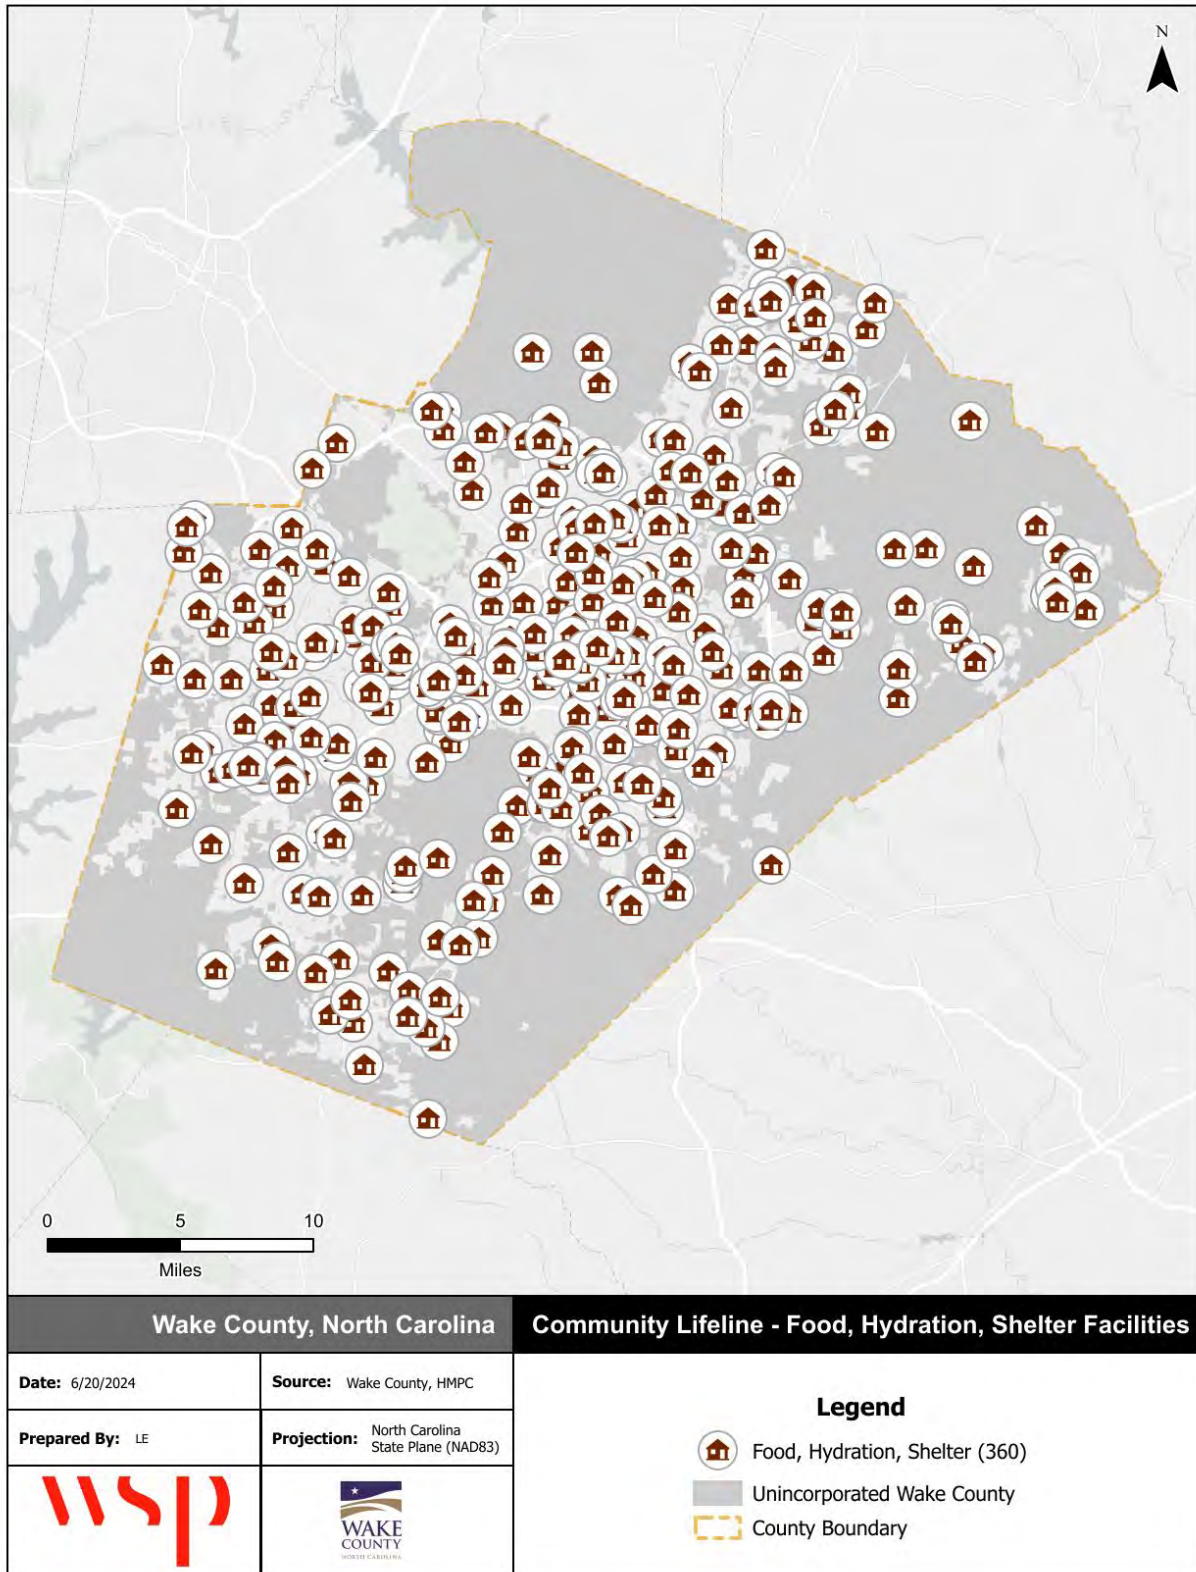 N
0 5 10
Miles
Wake County, North Carolina
Community Lifeline - Food, Hydration, Shelter Facilities
Date: 6/20/2024
Source: Wake County, HMPC
Prepared By: LE
Projection: North Carolina
State Plane (NAD83)
wsp
WAKE
COUNTY
NORTH CAROLINA
Legend
Food, Hydration, Shelter (360)
Unincorporated Wake County
County Boundary